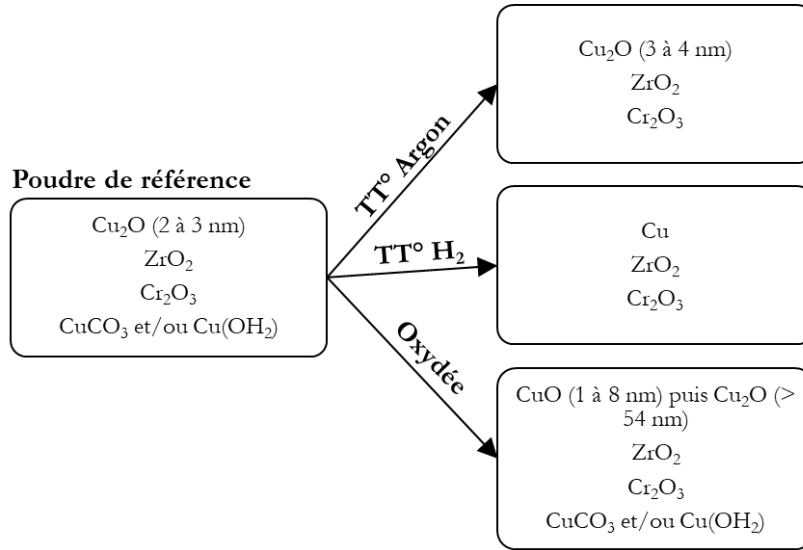 Poudre de référence
Cu₂O (2 à 3 nm)
ZrO₂
Cr₂O₃
CuCO₃ et/ou Cu(OH₂)
TT° Argon
TT° H₂
Oxydée
Cu₂O (3 à 4 nm)
ZrO₂
Cr₂O₃
Cu
ZrO₂
Cr₂O₃
CuO (1 à 8 nm) puis Cu₂O (>
54 nm)
ZrO₂
Cr₂O₃
CuCO₃ et/ou Cu(OH₂)